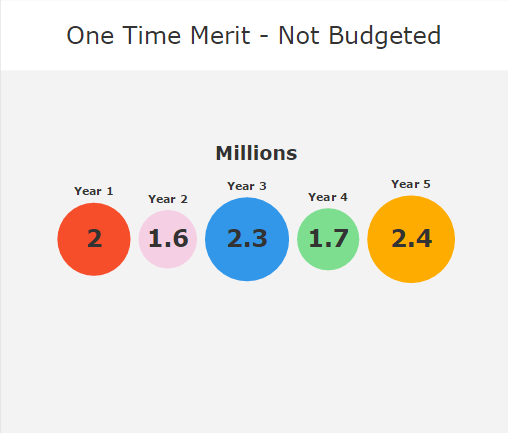 One Time Merit - Not Budgeted
Millions
Year 1
Year 2
Year 3
Year 4
Year 5
2
1.6
2.3
1.7
2.4